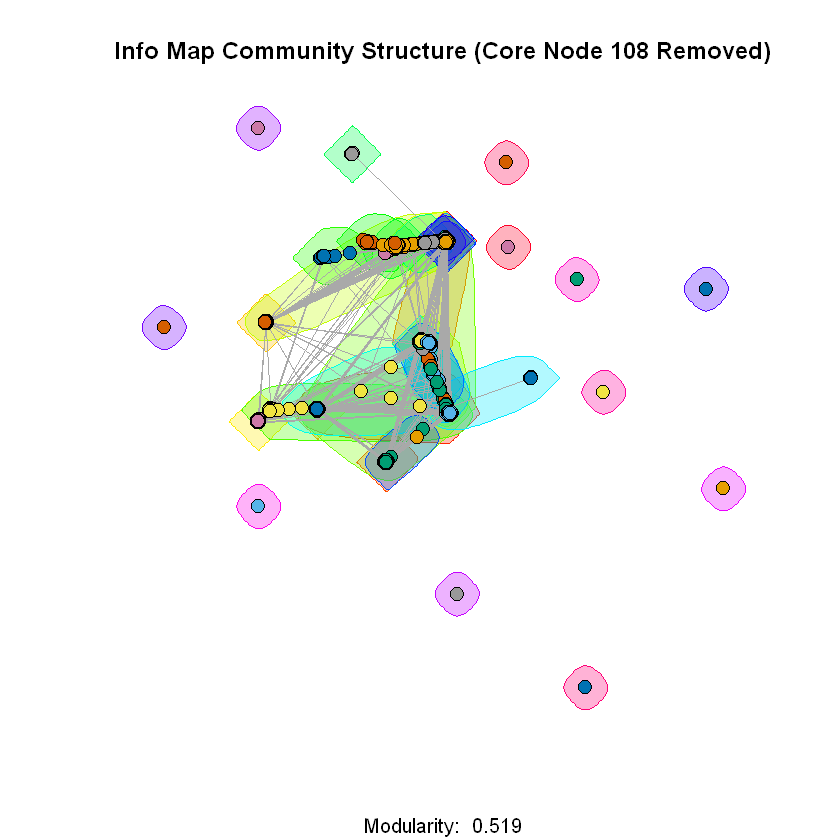 Info Map Community Structure (Core Node 108 Removed)
Modularity:  0.519